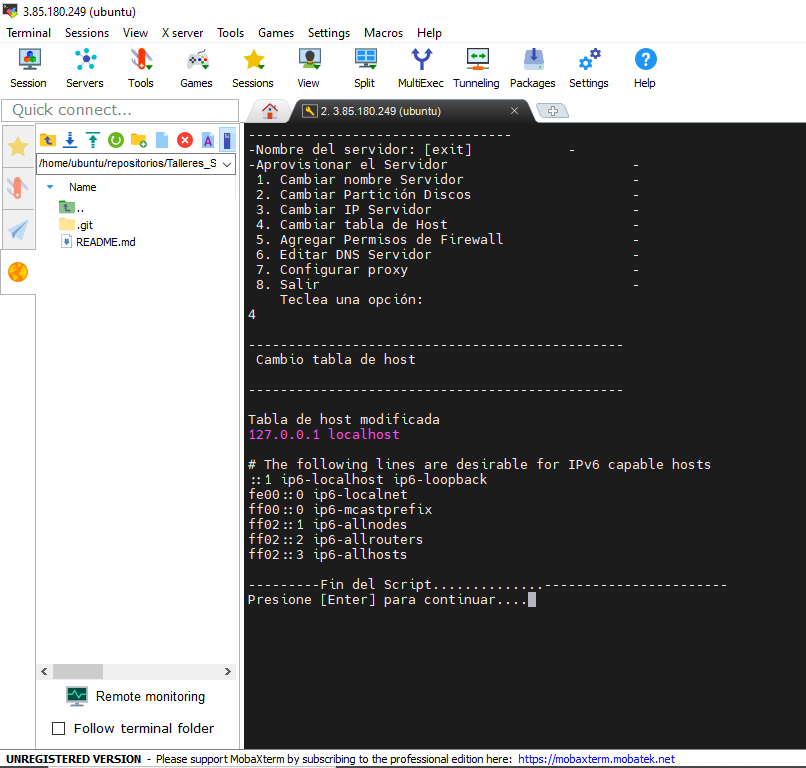 3.85.180.249 (ubuntu)
Terminal Sessions View X server Tools Games Settings Macros Help
Session Servers Tools Games Sessions View Split MultiExec Tunneling Packages Settings Help
Quick connect...
2. 3.85.180.249 (ubuntu)
/home/ubuntu/repositorios/Talleres_S
Name
..
.git
README.md
Remote monitoring
Follow terminal folder
---------------------------------
-Nombre del servidor: [exit] -
-Aprovisionar el Servidor -
1. Cambiar nombre Servidor -
2. Cambiar Partición Discos -
3. Cambiar IP Servidor -
4. Cambiar tabla de Host -
5. Agregar Permisos de Firewall -
6. Editar DNS Servidor -
7. Configurar proxy -
8. Salir -
Teclea una opción:
4
-----------------------------------------------
Cambio tabla de host
-----------------------------------------------
Tabla de host modificada
127.0.0.1 localhost
# The following lines are desirable for IPv6 capable hosts
::1 ip6-localhost ip6-loopback
fe00::0 ip6-localnet
ff00::0 ip6-mcastprefix
ff02::1 ip6-allnodes
ff02::2 ip6-allrouters
ff02::3 ip6-allhosts
---------Fin del Script..............-----------------------
Presione [Enter] para continuar....
UNREGISTERED VERSION - Please support MobaXterm by subscribing to the professional edition here: https://mobaxterm.mobatek.net